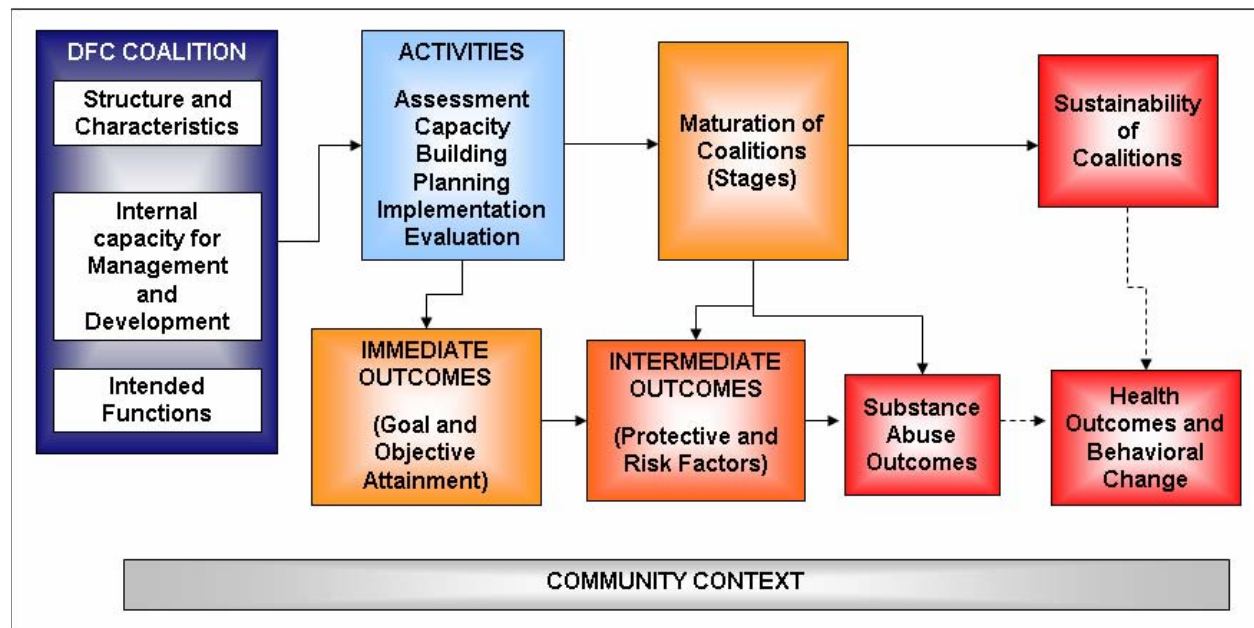 DFC COALITION
Structure and
Characteristics
Internal
capacity for
Management
and
Development
Intended
Functions
ACTIVITIES
Assessment
Capacity
Building
Planning
Implementation
Evaluation
Maturation of
Coalitions
(Stages)
Sustainability
of
Coalitions
IMMEDIATE
OUTCOMES
(Goal and
Objective
Attainment)
INTERMEDIATE
OUTCOMES
(Protective and
Risk Factors)
Substance
Abuse
Outcomes
Health
Outcomes and
Behavioral
Change
COMMUNITY CONTEXT